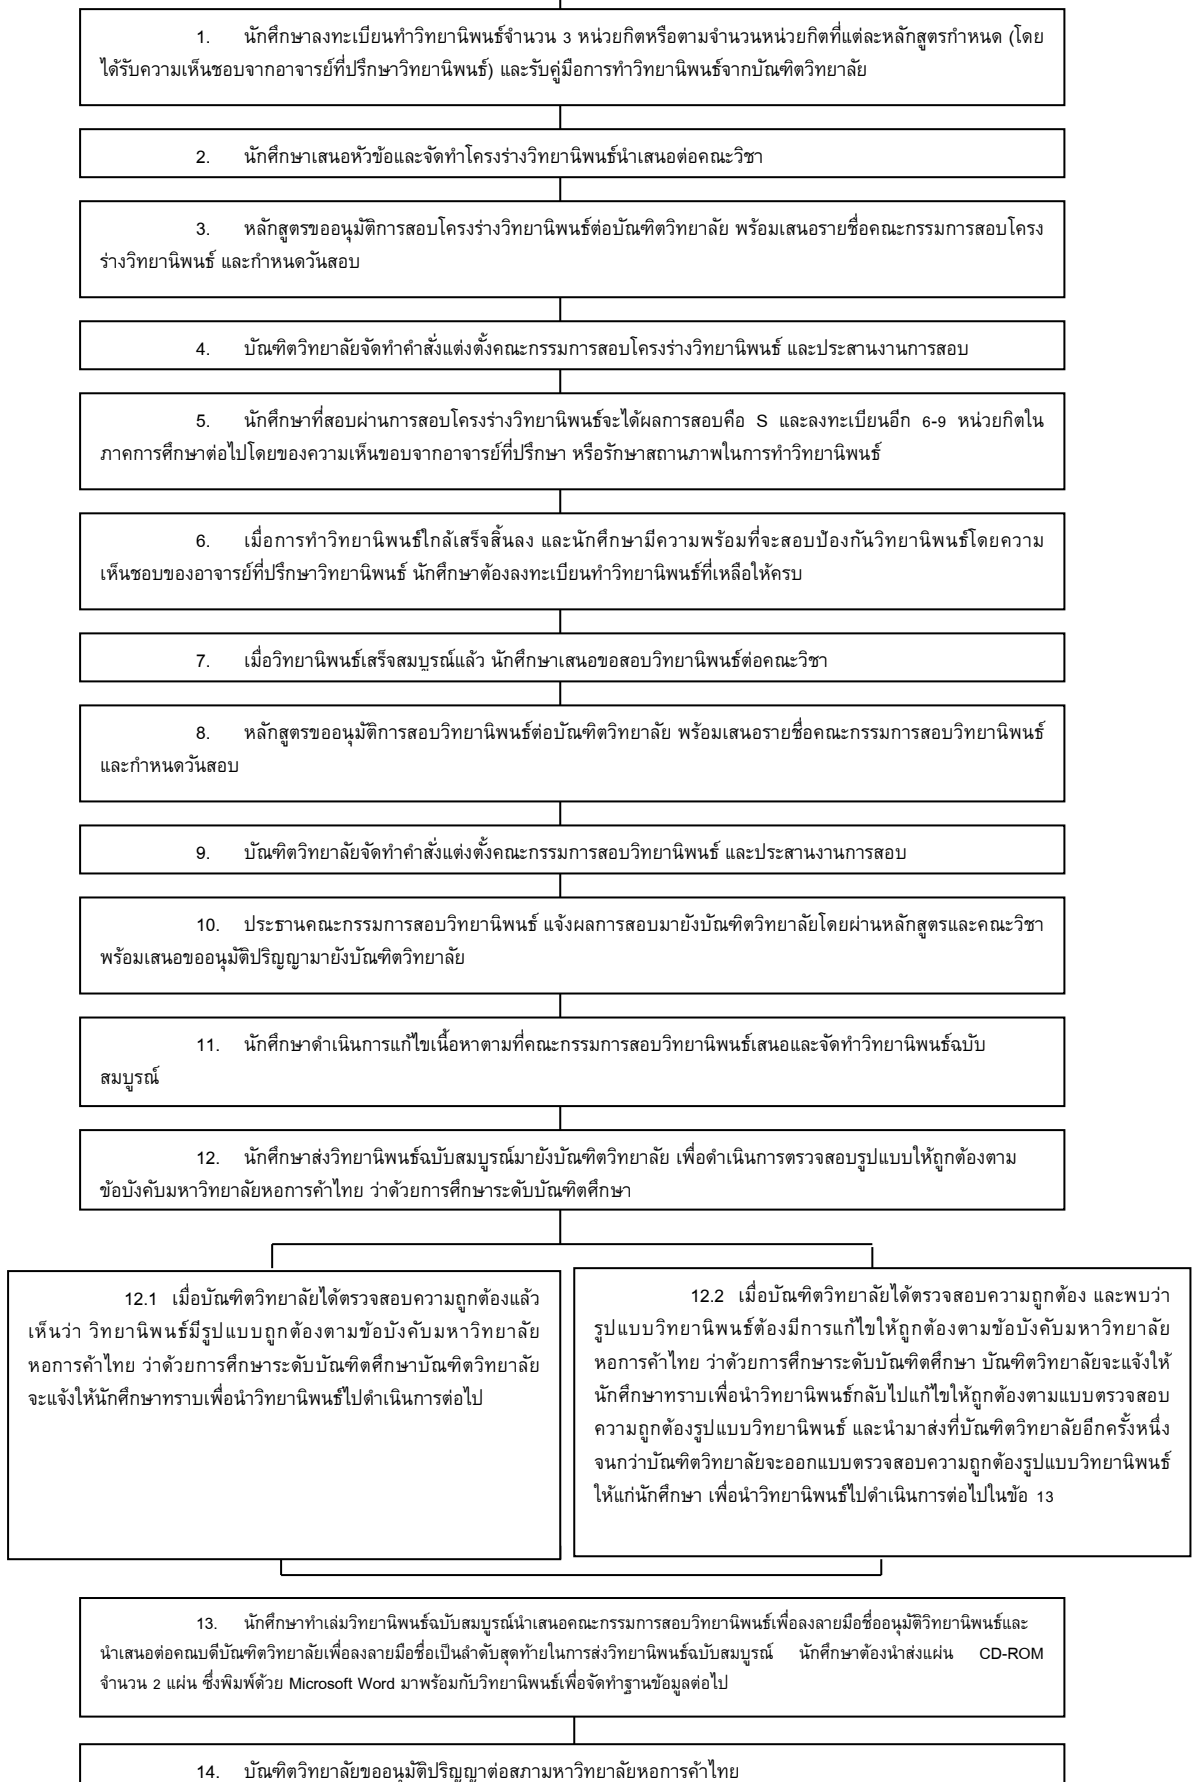 1. นักศึกษาลงทะเบียนทำวิทยานิพนธ์จำนวน 3 หน่วยกิตหรือตามจำนวนหน่วยกิตที่แต่ละหลักสูตรกำหนด (โดย
ได้รับความเห็นชอบจากอาจารย์ที่ปรึกษาวิทยานิพนธ์) และรับคู่มือการทำวิทยานิพนธ์จากบัณฑิตวิทยาลัย
2. นักศึกษาเสนอหัวข้อและจัดทำโครงร่างวิทยานิพนธ์นำเสนอต่อคณะวิชา
3. หลักสูตรขออนุมัติการสอบโครงร่างวิทยานิพนธ์ต่อบัณฑิตวิทยาลัย พร้อมเสนอรายชื่อคณะกรรมการสอบโครง
ร่างวิทยานิพนธ์ และกำหนดวันสอบ
4. บัณฑิตวิทยาลัยจัดทำคำสั่งแต่งตั้งคณะกรรมการสอบโครงร่างวิทยานิพนธ์ และประสานงานการสอบ
5. นักศึกษาที่สอบผ่านการสอบโครงร่างวิทยานิพนธ์จะได้ผลการสอบคือ S และลงทะเบียนอีก 6-9 หน่วยกิตใน
ภาคการศึกษาต่อไปโดยของความเห็นขอบจากอาจารย์ที่ปรึกษา หรือรักษาสถานภาพในการทำวิทยานิพนธ์
6. เมื่อการทำวิทยานิพนธ์ใกล้เสร็จสิ้นลง และนักศึกษามีความพร้อมที่จะสอบป้องกันวิทยานิพนธ์โดยความ
เห็นชอบของอาจารย์ที่ปรึกษาวิทยานิพนธ์ นักศึกษาต้องลงทะเบียนทำวิทยานิพนธ์ที่เหลือให้ครบ
7. เมื่อวิทยานิพนธ์เสร็จสมบูรณ์แล้ว นักศึกษาเสนอขอสอบวิทยานิพนธ์ต่อคณะวิชา
8. หลักสูตรขออนุมัติการสอบวิทยานิพนธ์ต่อบัณฑิตวิทยาลัย พร้อมเสนอรายชื่อคณะกรรมการสอบวิทยานิพนธ์
และกำหนดวันสอบ
9. บัณฑิตวิทยาลัยจัดทำคำสั่งแต่งตั้งคณะกรรมการสอบวิทยานิพนธ์ และประสานงานการสอบ
10. ประธานคณะกรรมการสอบวิทยานิพนธ์ แจ้งผลการสอบมายังบัณฑิตวิทยาลัยโดยผ่านหลักสูตรและคณะวิชา
พร้อมเสนอขออนุมัติปริญญามายังบัณฑิตวิทยาลัย
11. นักศึกษาดำเนินการแก้ไขเนื้อหาตามที่คณะกรรมการสอบวิทยานิพนธ์เสนอและจัดทำวิทยานิพนธ์ฉบับ
สมบูรณ์
12. นักศึกษาส่งวิทยานิพนธ์ฉบับสมบูรณ์มายังบัณฑิตวิทยาลัย เพื่อดำเนินการตรวจสอบรูปแบบให้ถูกต้องตาม
ข้อบังคับมหาวิทยาลัยหอการค้าไทย ว่าด้วยการศึกษาระดับบัณฑิตศึกษา
12.1 เมื่อบัณฑิตวิทยาลัยได้ตรวจสอบความถูกต้องแล้ว
เห็นว่า วิทยานิพนธ์มีรูปแบบถูกต้องตามข้อบังคับมหาวิทยาลัย
หอการค้าไทย ว่าด้วยการศึกษาระดับบัณฑิตศึกษาบัณฑิตวิทยาลัย
จะแจ้งให้นักศึกษาทราบเพื่อนำวิทยานิพนธ์ไปดำเนินการต่อไป
12.2 เมื่อบัณฑิตวิทยาลัยได้ตรวจสอบความถูกต้อง และพบว่า
รูปแบบวิทยานิพนธ์ต้องมีการแก้ไขให้ถูกต้องตามข้อบังคับมหาวิทยาลัย
หอการค้าไทย ว่าด้วยการศึกษาระดับบัณฑิตศึกษา บัณฑิตวิทยาลัยจะแจ้งให้
นักศึกษาทราบเพื่อนำวิทยานิพนธ์กลับไปแก้ไขให้ถูกต้องตามแบบตรวจสอบ
ความถูกต้องรูปแบบวิทยานิพนธ์ และนำมาส่งที่บัณฑิตวิทยาลัยอีกครั้งหนึ่ง
จนกว่าบัณฑิตวิทยาลัยจะออกแบบตรวจสอบความถูกต้องรูปแบบวิทยานิพนธ์
ให้แก่นักศึกษา เพื่อนำวิทยานิพนธ์ไปดำเนินการต่อไปในข้อ 13
13. นักศึกษาทำเล่มวิทยานิพนธ์ฉบับสมบูรณ์นำเสนอคณะกรรมการสอบวิทยานิพนธ์เพื่อลงลายมือชื่ออนุมัติวิทยานิพนธ์และ
นำเสนอต่อคณบดีบัณฑิตวิทยาลัยเพื่อลงลายมือชื่อเป็นลำดับสุดท้ายในการส่งวิทยานิพนธ์ฉบับสมบูรณ์ นักศึกษาต้องนำส่งแผ่น CD-ROM
จำนวน 2 แผ่น ซึ่งพิมพ์ด้วย Microsoft Word มาพร้อมกับวิทยานิพนธ์เพื่อจัดทำฐานข้อมูลต่อไป
14. บัณฑิตวิทยาลัยขออนุมัติปริญญาต่อสภามหาวิทยาลัยหอการค้าไทย